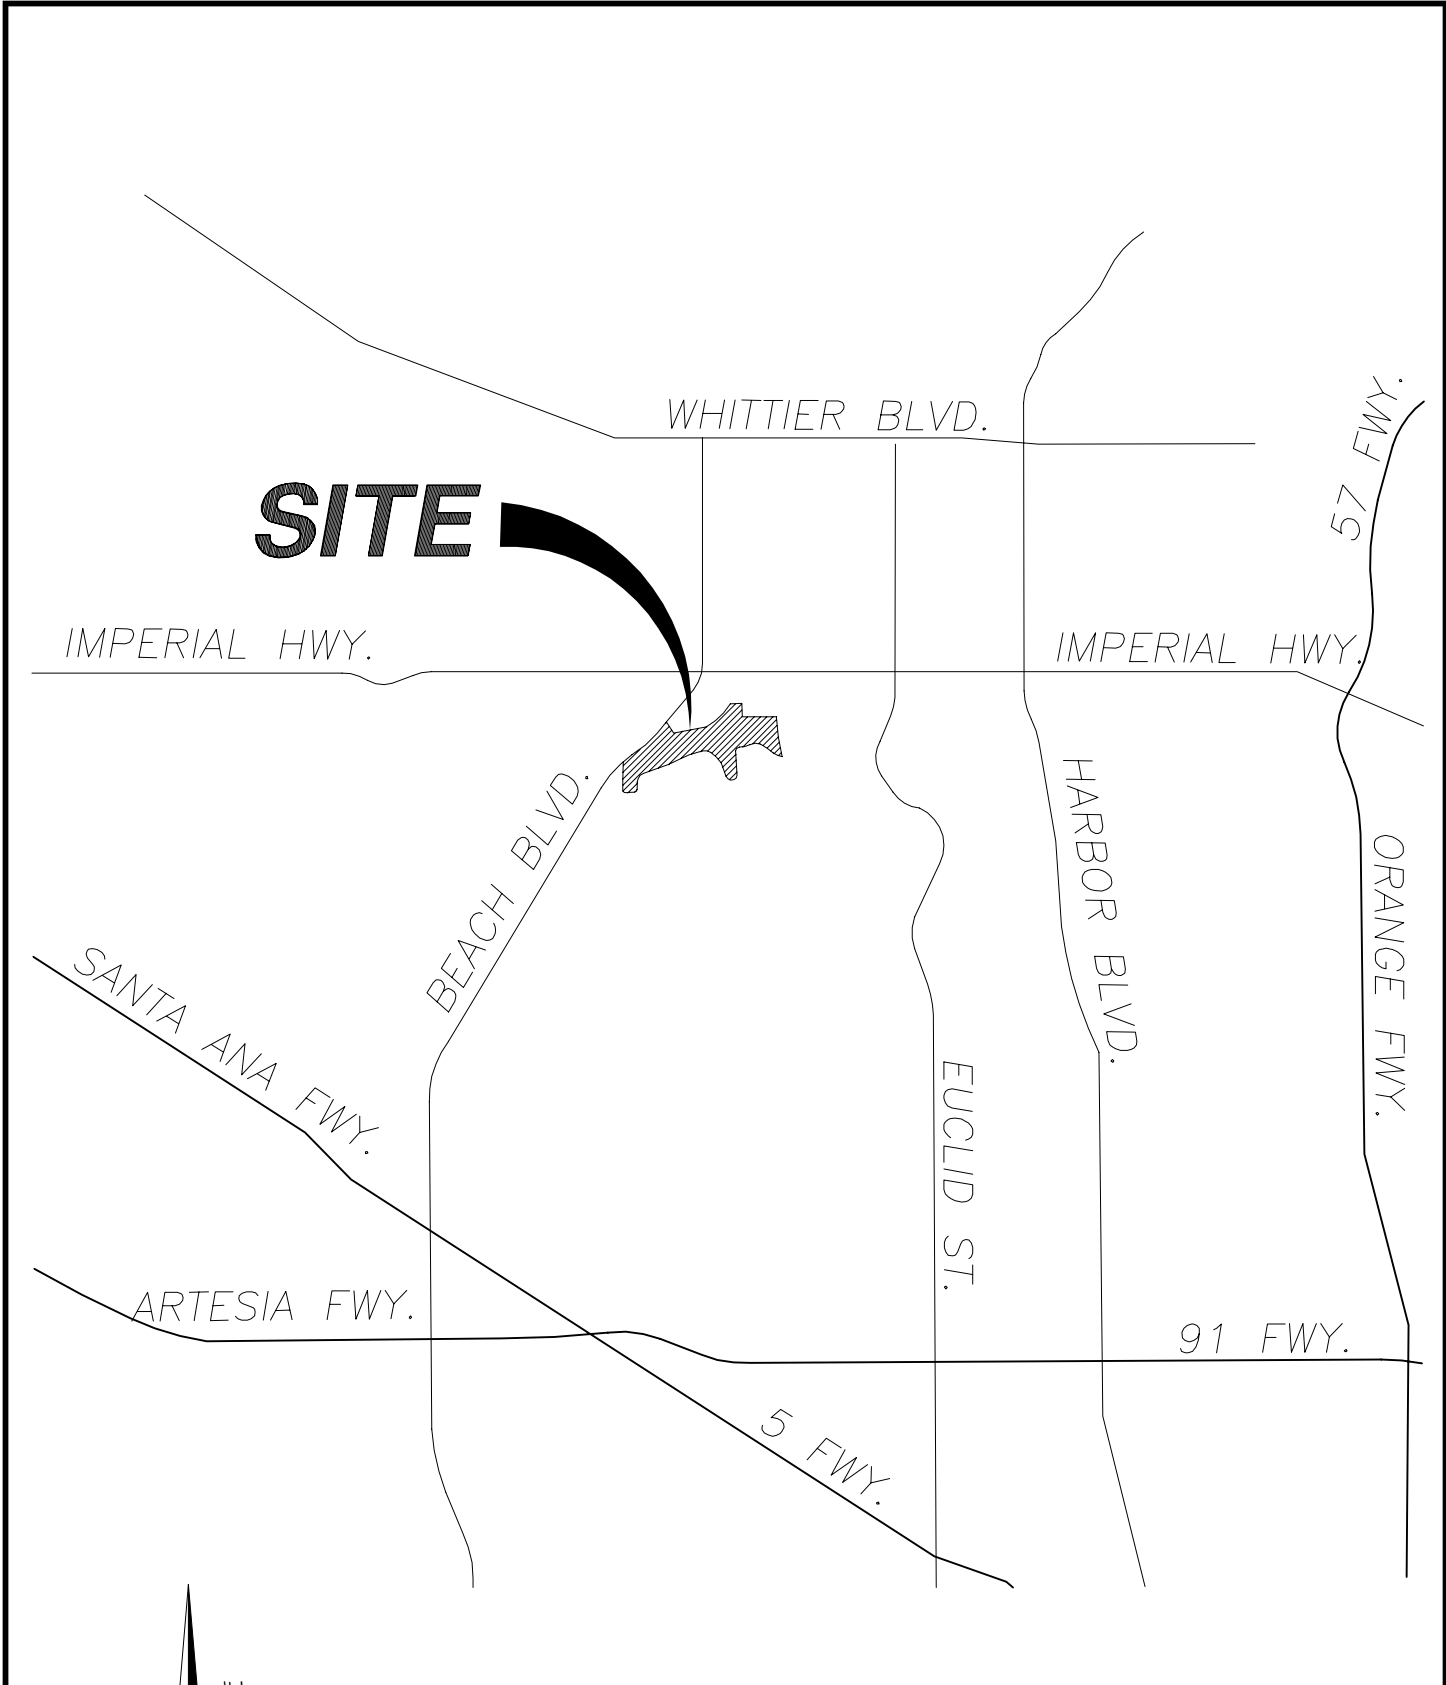 WHITTIER BLVD.
57 FWY.
SITE
IMPERIAL HWY.
IMPERIAL HWY.
BEACH BLVD.
HARBOR BLVD.
ORANGE FWY.
SANTA ANA FWY.
EUCLID ST.
ARTESIA FWY.
91 FWY.
5 FWY.